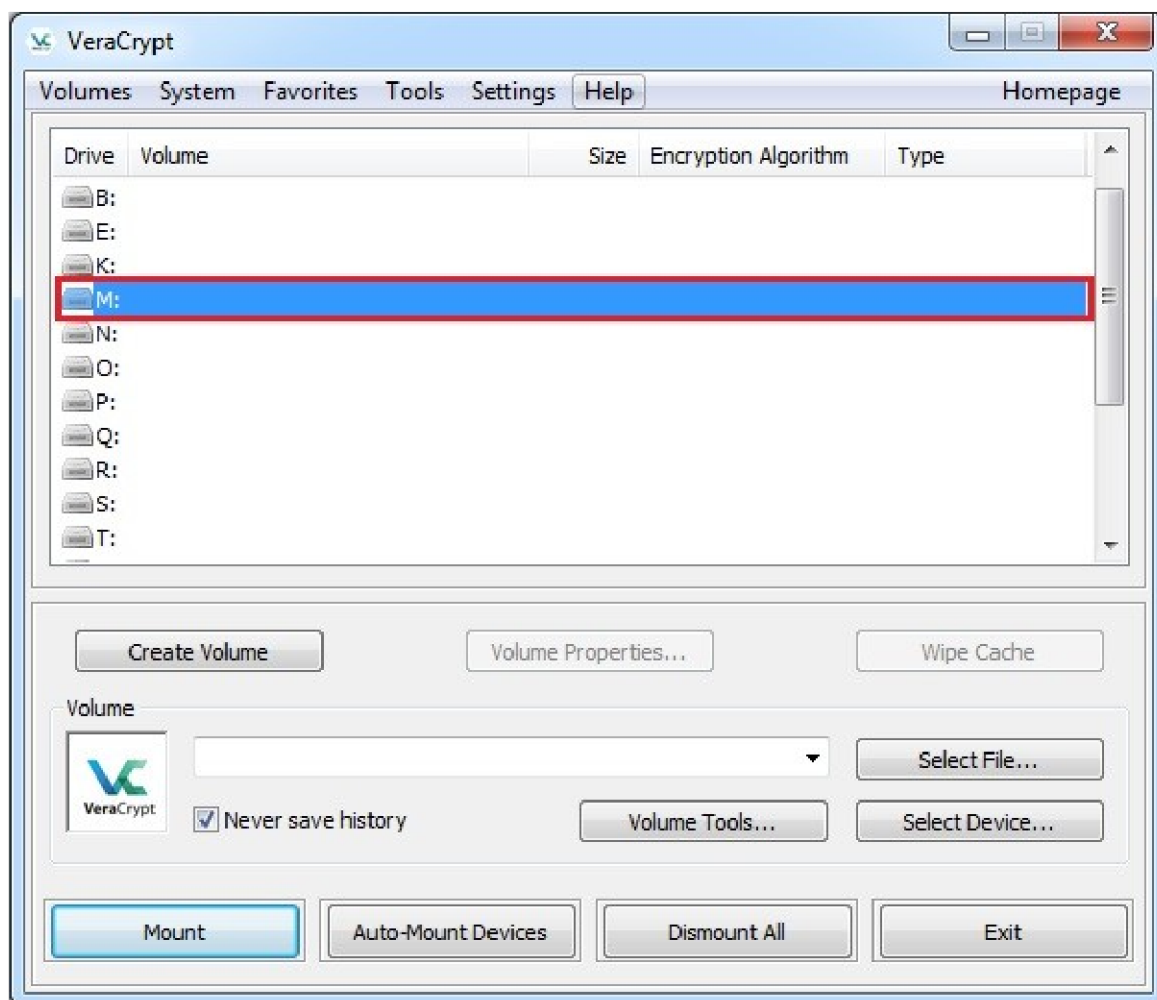 VeraCrypt
Volumes System Favorites Tools Settings Help Homepage
Drive Volume Size Encryption Algorithm Type
B:
E:
K:
M:
N:
O:
P:
Q:
R:
S:
T:
Create Volume Volume Properties... Wipe Cache
Volume
VeraCrypt
Select File...
Never save history Volume Tools... Select Device...
Mount Auto-Mount Devices Dismount All Exit